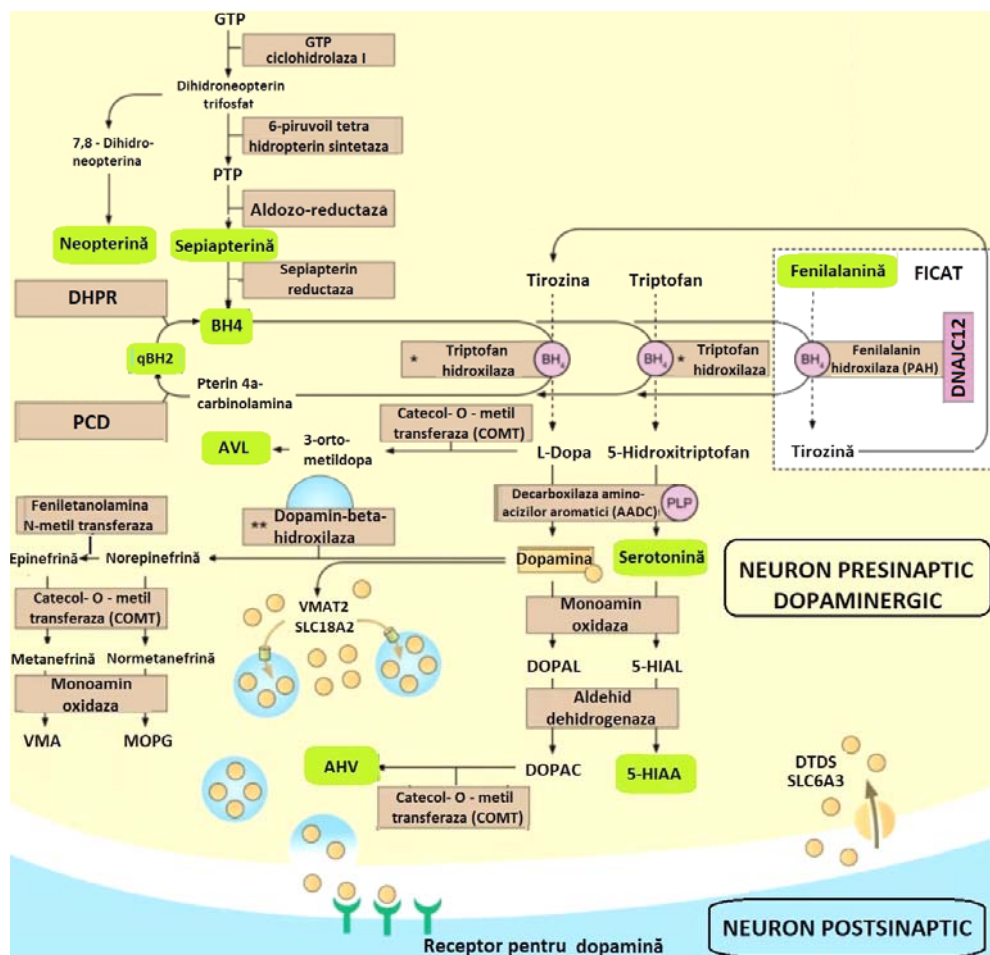 GTP
GTP
ciclohidrolaza I
Dihidroneopterin
trifosfat
7,8 - Dihidro-
neopterina
6-piruvoil tetra
hidropterin sintetaza
PTP
Aldozo-reductază
Neopterină
Sepiapterină
Sepiapterin
reductaza
DHPR
BH4
qBH2
Pterin 4a-
carbinolamina
PCD
Tirozina
Triptofan
Fenilalanină
FICAT
* Triptofan
hidroxilaza
BH4
BH4
* Triptofan
hidroxilaza
BH4
Fenilalanin
hidroxilaza (PAH)
DNAJC12
Tirozină
Catecol- O - metil
transferaza (COMT)
AVL
3-orto-
metildopa
L-Dopa
5-Hidroxitriptofan
Decarboxilaza amino-
acizilor aromatici (AADC)
PLP
Feniletanolamina
N-metil transferaza
** Dopamin-beta-
hidroxilaza
Epinefrină
Norepinefrină
Dopamina
Serotonină
NEURON PRESINAPTIC
DOPAMINERGIC
Catecol- O - metil
transferaza (COMT)
VMAT2
SLC18A2
Monoamin
oxidaza
Metanefrină
Normetanefrină
DOPAL
5-HIAL
Monoamin
oxidaza
Aldehid
dehidrogenaza
VMA
MOPG
AHV
DOPAC
5-HIAA
Catecol- O - metil
transferaza (COMT)
DTDS
SLC6A3
Receptor pentru dopamină
NEURON POSTSINAPTIC